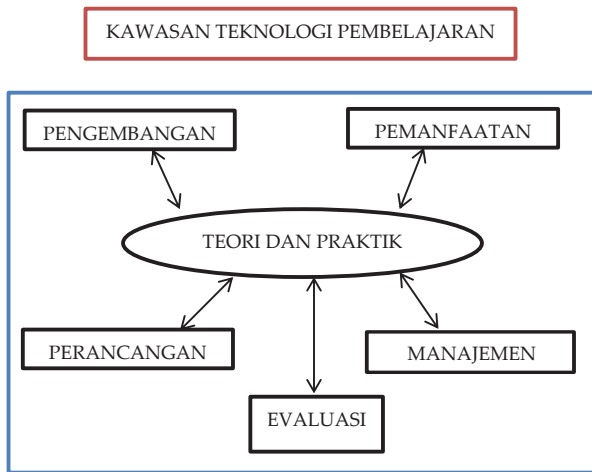 KAWASAN TEKNOLOGI PEMBELAJARAN
PENGEMBANGAN
PEMANFAATAN
TEORI DAN PRAKTIK
PERANCANGAN
MANAJEMEN
EVALUASI